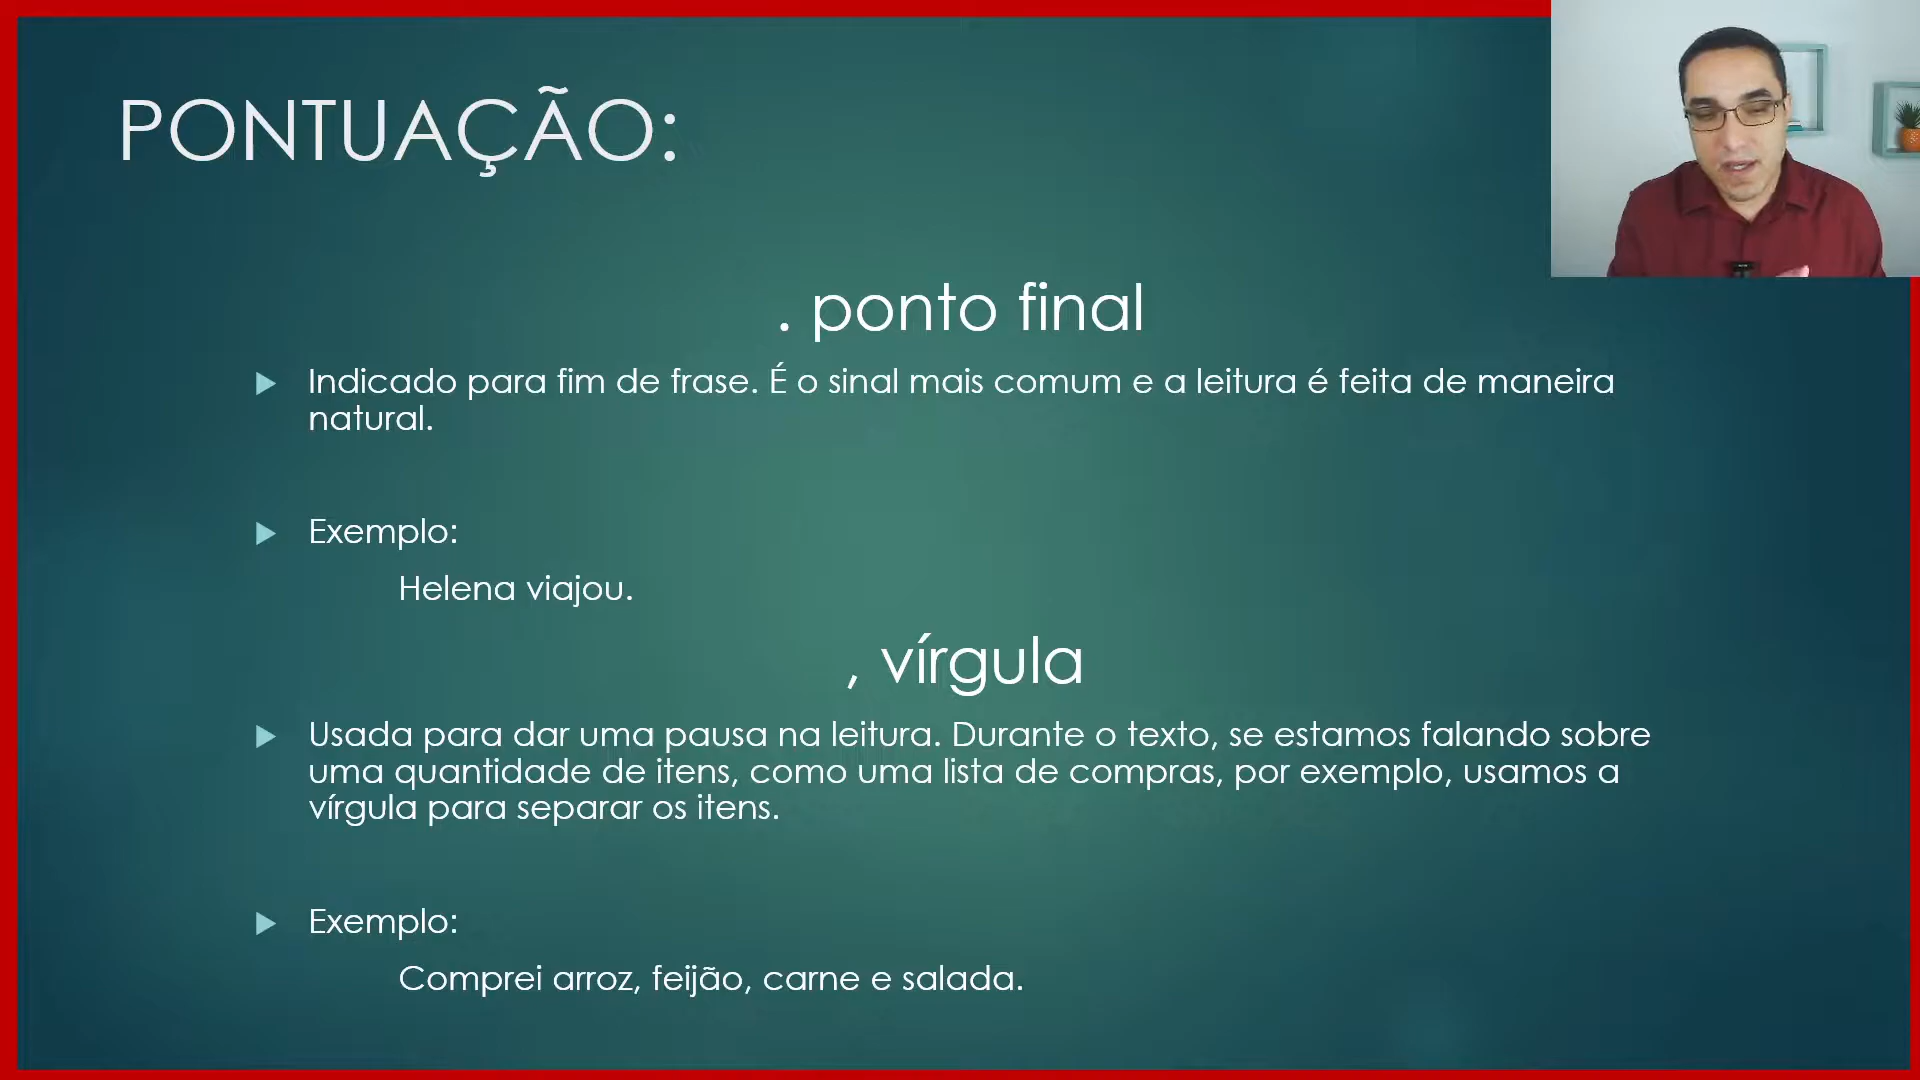 PONTUAÇÃO:
. ponto final
Indicado para fim de frase. É o sinal mais comum e a leitura é feita de maneira
natural.
Exemplo:
Helena viajou.
, vírgula
Usada para dar uma pausa na leitura. Durante o texto, se estamos falando sobre
uma quantidade de itens, como uma lista de compras, por exemplo, usamos a
vírgula para separar os itens.
Exemplo:
Comprei arroz, feijão, carne e salada.